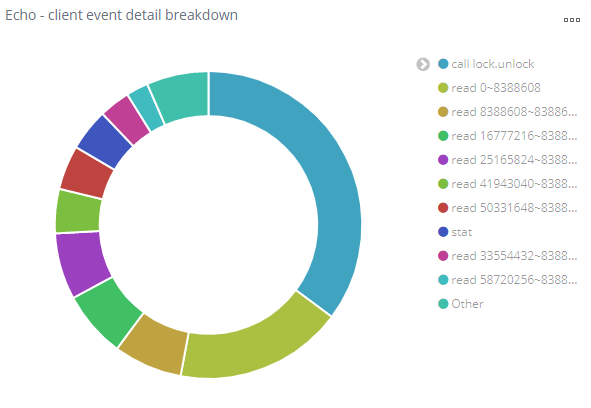 Echo - client event detail breakdown
call lock.unlock
read 0~8388608
read 8388608~83886...
read 16777216~8388...
read 25165824~8388...
read 41943040~8388...
read 50331648~8388...
stat
read 33554432~8388...
read 58720256~8388...
Other